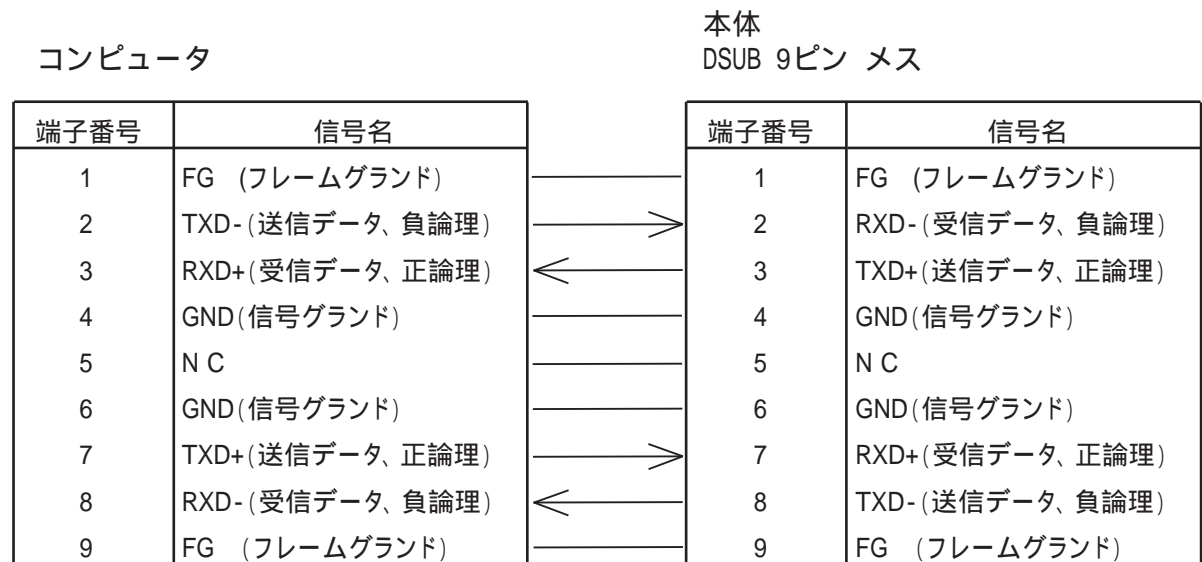 本体
コンピュータ DSUB 9ピン メス
端子番号 信号名 端子番号 信号名
1 FG (フレームグランド) 1 FG (フレームグランド)
2 TXD-(送信データ、負論理) 2 RXD-(受信データ、負論理)
3 RXD+(受信データ、正論理) 3 TXD+(送信データ、正論理)
4 GND(信号グランド) 4 GND(信号グランド)
5 N C 5 N C
6 GND(信号グランド) 6 GND(信号グランド)
7 TXD+(送信データ、正論理) 7 RXD+(受信データ、正論理)
8 RXD-(受信データ、負論理) 8 TXD-(送信データ、負論理)
9 FG (フレームグランド) 9 FG (フレームグランド)